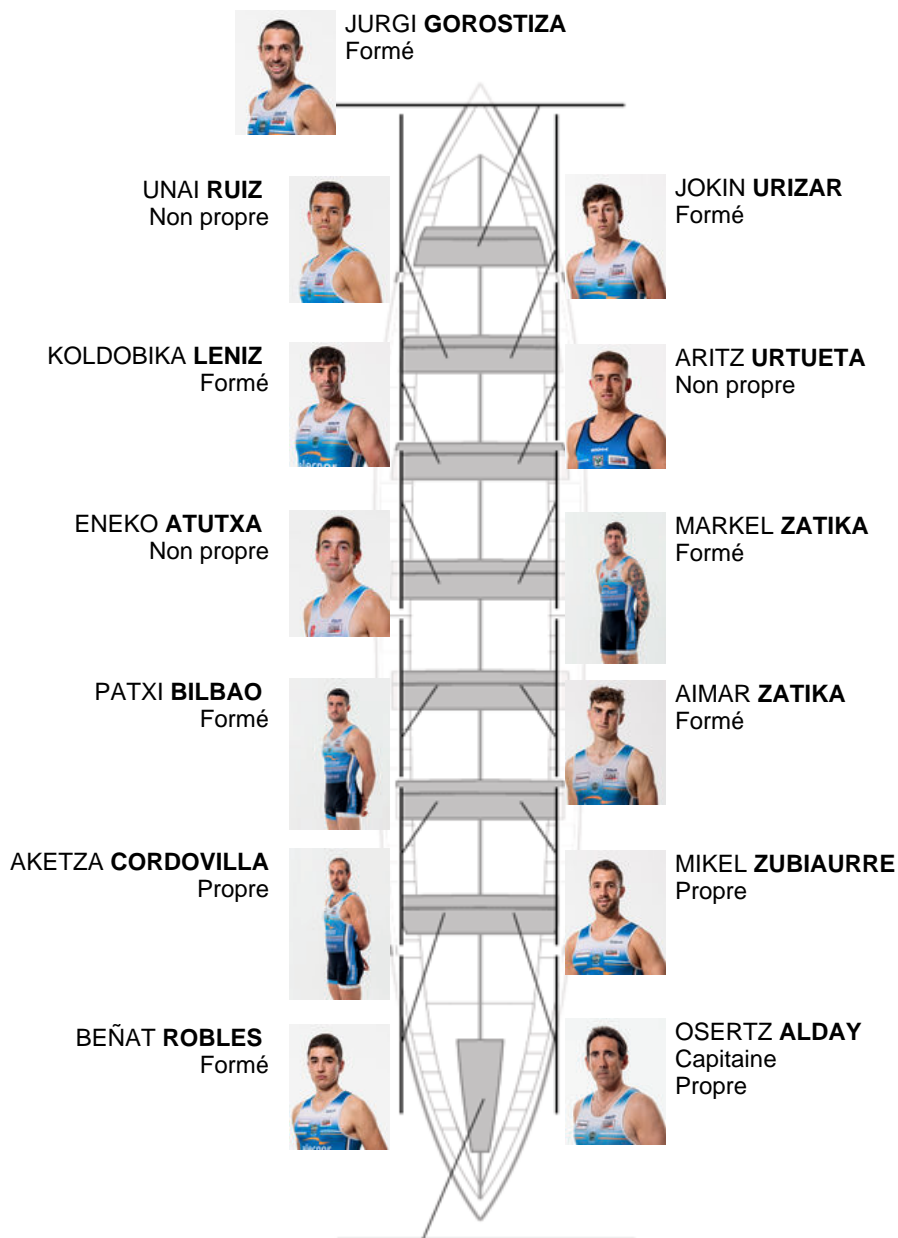 JURGI GOROSTIZA
Formé
UNAI RUIZ
Non propre
JOKIN URIZAR
Formé
KOLDOBIKA LENIZ
Formé
ARITZ URTUETA
Non propre
ENEKO ATUTXA
Non propre
MARKEL ZATIKA
Formé
PATXI BILBAO
Formé
AIMAR ZATIKA
Formé
AKETZA CORDOVILLA
Propre
MIKEL ZUBIAURRE
Propre
BEÑAT ROBLES
Formé
OSERTZ ALDAY
Capitaine
Propre